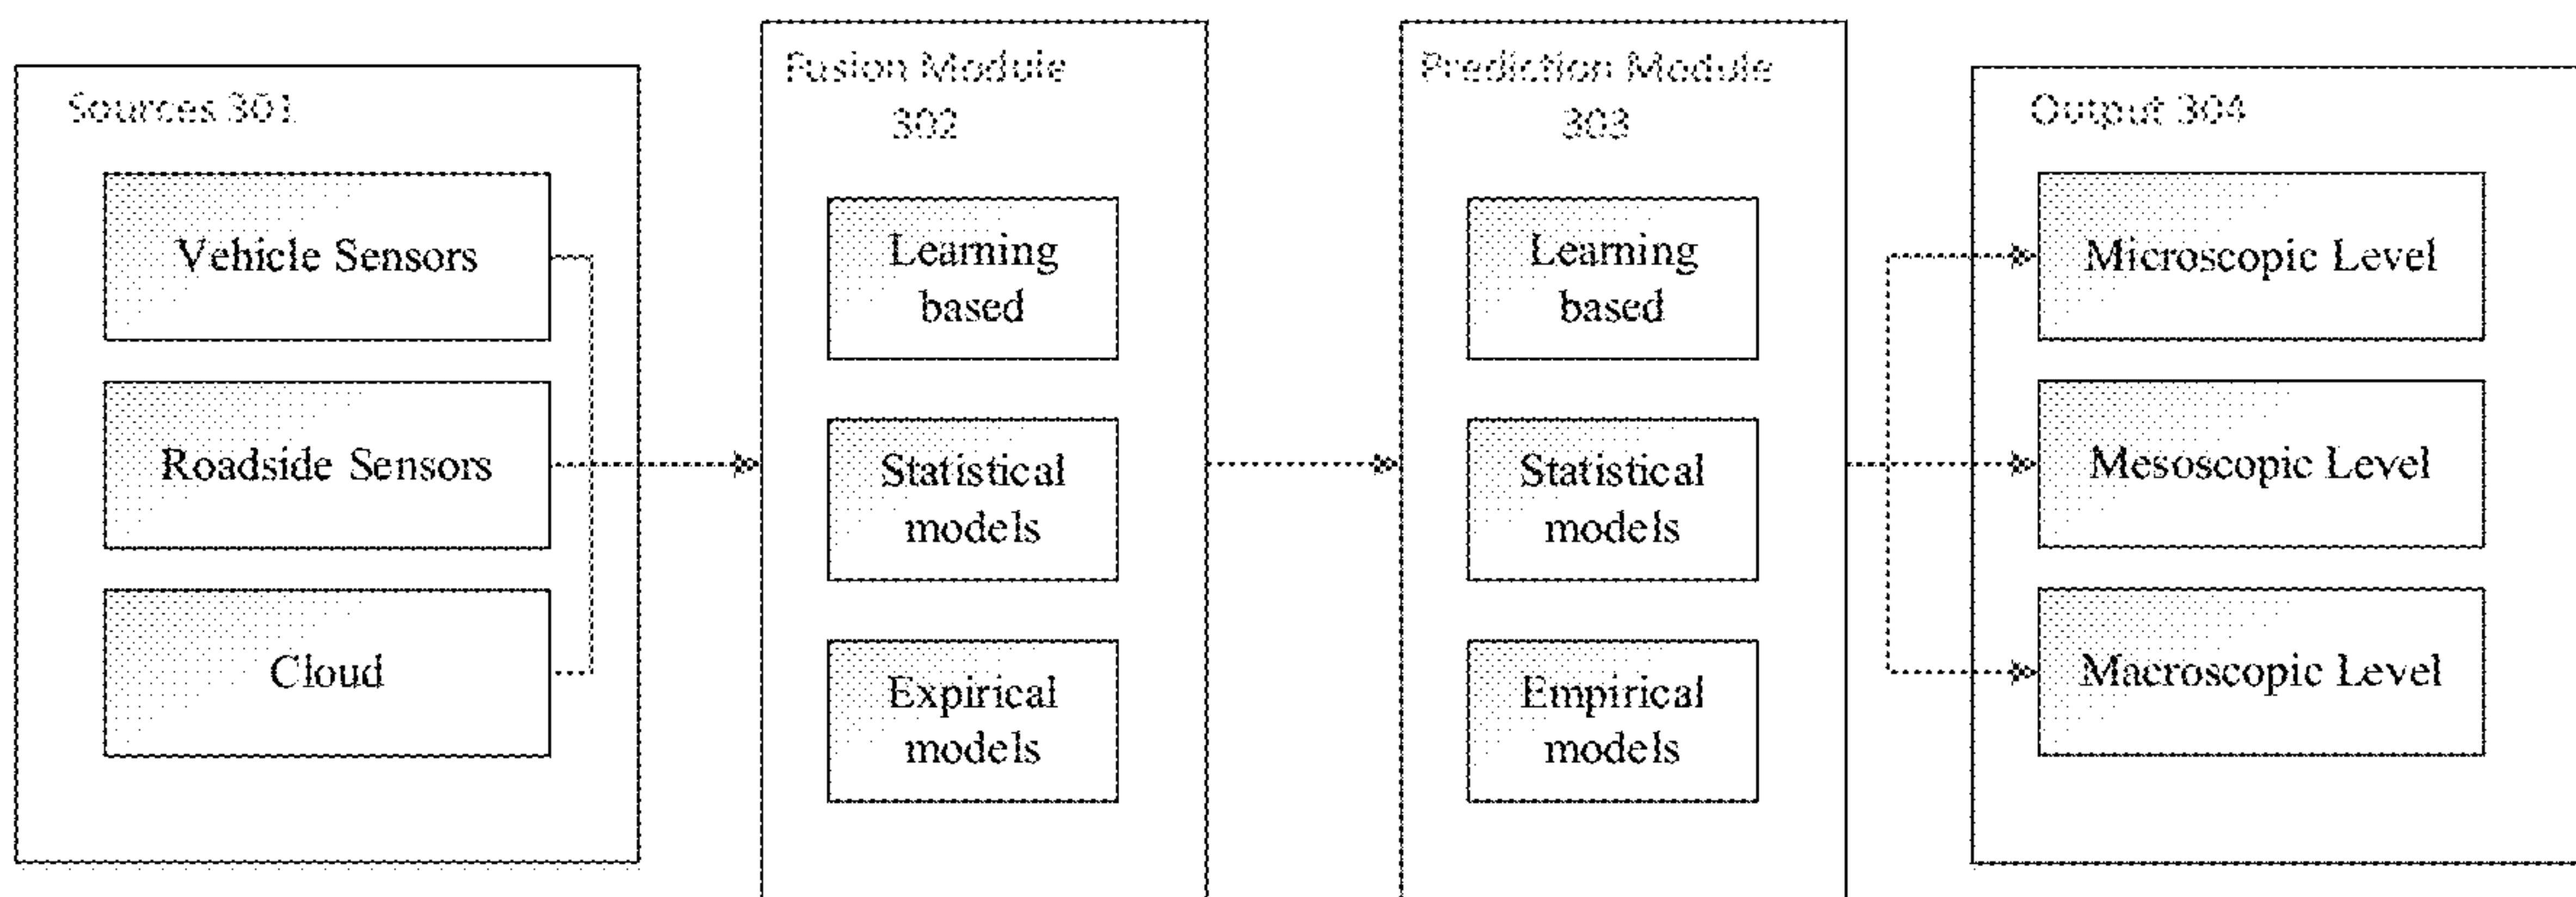 Sources 301
Vehicle Sensors
Roadside Sensors
Cloud
Fusion Module
302
Learning
based
Statistical
models
Expirical
models
Prediction Module
303
Learning
based
Statistical
models
Empirical
models
Output 304
Microscopic Level
Mesoscopic Level
Macroscopic Level